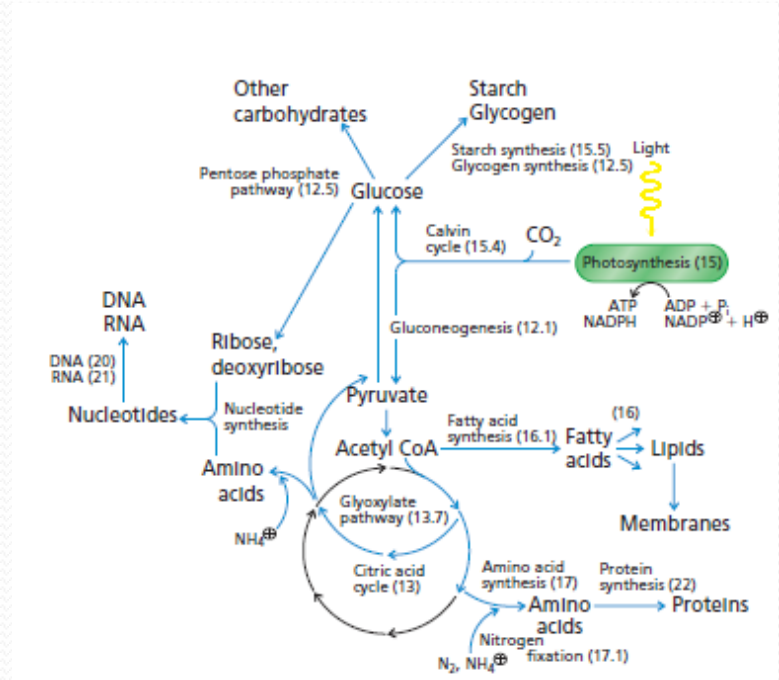 Other
carbohydrates
Starch
Glycogen
Starch synthesis (15.5)
Glycogen synthesis (12.5)
Light
Pentose phosphate
pathway (12.5)
Glucose
Calvin
cycle (15.4)
CO₂
Photosynthesis (15)
ATP
NADPH
ADP + Pᵢ
NADP⊕ + H⊕
DNA
RNA
Gluconeogenesis (12.1)
Ribose,
deoxyribose
DNA (20)
RNA (21)
Pyruvate
Nucleotides
Nucleotide
synthesis
Fatty acid
synthesis (16.1)
(16)
Acetyl CoA
Fatty
acids
Lipids
Amino
acids
Glyoxylate
pathway (13.7)
Membranes
NH₄⊕
Citric acid
cycle (13)
Amino acid
synthesis (17)
Protein
synthesis (22)
Amino
acids
Proteins
Nitrogen
fixation (17.1)
N₂, NH₄⊕